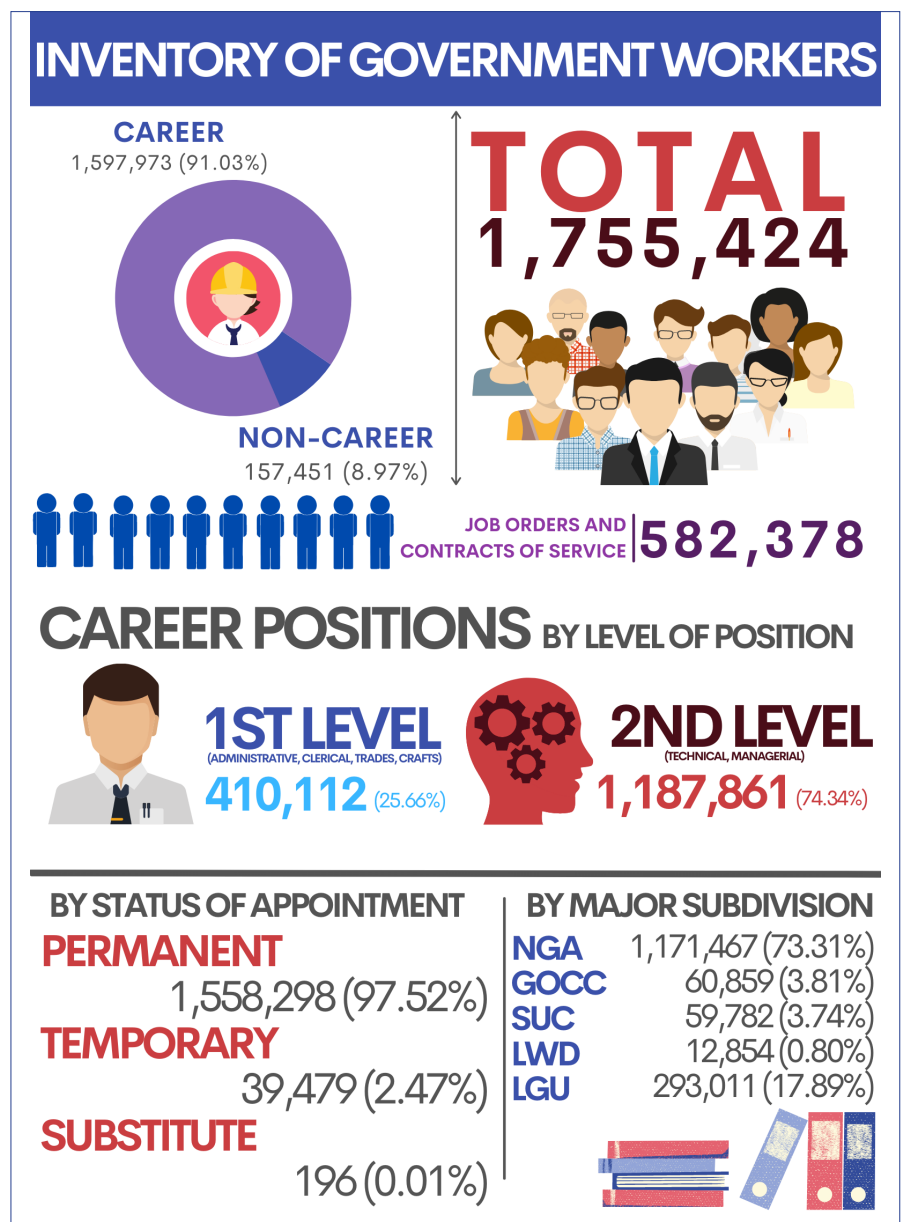 INVENTORY OF GOVERNMENT WORKERS
CAREER
1,597,973 (91.03%)
NON-CAREER
157,451 (8.97%)
TOTAL
1,755,424
JOB ORDERS AND
CONTRACTS OF SERVICE
582,378
CAREER POSITIONS BY LEVEL OF POSITION
1ST LEVEL
(ADMINISTRATIVE, CLERICAL, TRADES, CRAFTS)
410,112 (25.66%)
2ND LEVEL
(TECHNICAL, MANAGERIAL)
1,187,861 (74.34%)
BY STATUS OF APPOINTMENT
PERMANENT
1,558,298 (97.52%)
TEMPORARY
39,479 (2.47%)
SUBSTITUTE
196 (0.01%)
BY MAJOR SUBDIVISION
NGA 1,171,467 (73.31%)
GOCC 60,859 (3.81%)
SUC 59,782 (3.74%)
LWD 12,854 (0.80%)
LGU 293,011 (17.89%)